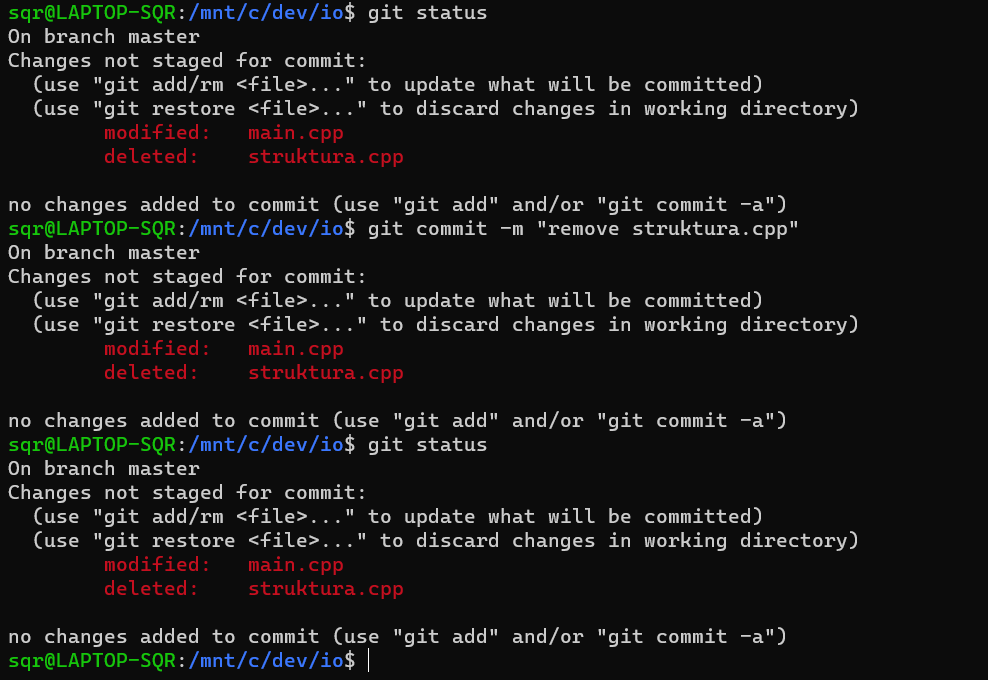 sqr@LAPTOP-SQR:/mnt/c/dev/io$ git status
On branch master
Changes not staged for commit:
  (use "git add/rm <file>..." to update what will be committed)
  (use "git restore <file>..." to discard changes in working directory)
        modified:   main.cpp
        deleted:    struktura.cpp

no changes added to commit (use "git add" and/or "git commit -a")
sqr@LAPTOP-SQR:/mnt/c/dev/io$ git commit -m "remove struktura.cpp"
On branch master
Changes not staged for commit:
  (use "git add/rm <file>..." to update what will be committed)
  (use "git restore <file>..." to discard changes in working directory)
        modified:   main.cpp
        deleted:    struktura.cpp

no changes added to commit (use "git add" and/or "git commit -a")
sqr@LAPTOP-SQR:/mnt/c/dev/io$ git status
On branch master
Changes not staged for commit:
  (use "git add/rm <file>..." to update what will be committed)
  (use "git restore <file>..." to discard changes in working directory)
        modified:   main.cpp
        deleted:    struktura.cpp

no changes added to commit (use "git add" and/or "git commit -a")
sqr@LAPTOP-SQR:/mnt/c/dev/io$